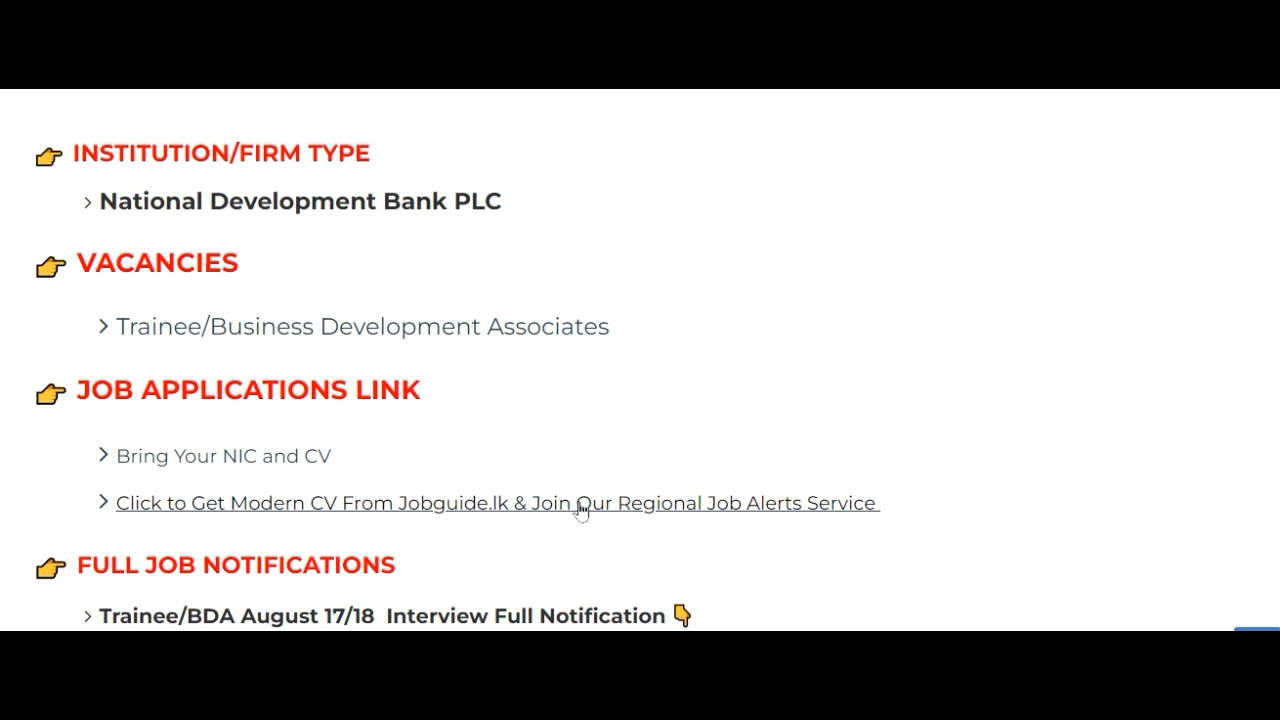 INSTITUTION/FIRM TYPE
National Development Bank PLC
VACANCIES
Trainee/Business Development Associates
JOB APPLICATIONS LINK
Bring Your NIC and CV
Click to Get Modern CV From Jobguide.lk & Join Our Regional Job Alerts Service
FULL JOB NOTIFICATIONS
Trainee/BDA August 17/18 Interview Full Notification